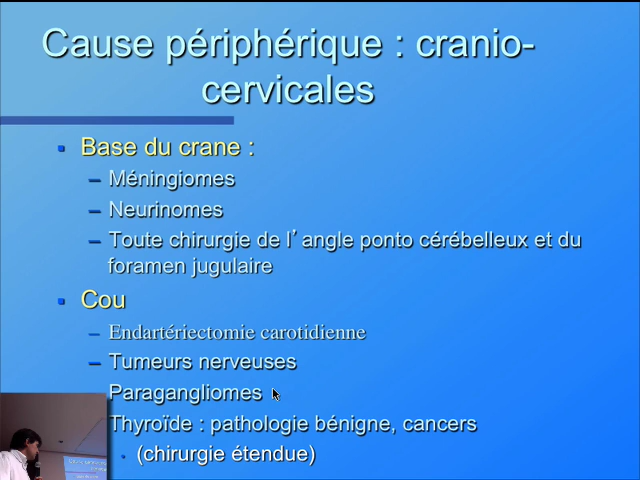 Cause périphérique : cranio-
cervicales
▪ Base du crane :
– Méningiomes
– Neurinomes
– Toute chirurgie de l’angle ponto cérébelleux et du
foramen jugulaire
▪ Cou
– Endartériectomie carotidienne
– Tumeurs nerveuses
Paragangliomes
Thyroïde : pathologie bénigne, cancers
• (chirurgie étendue)